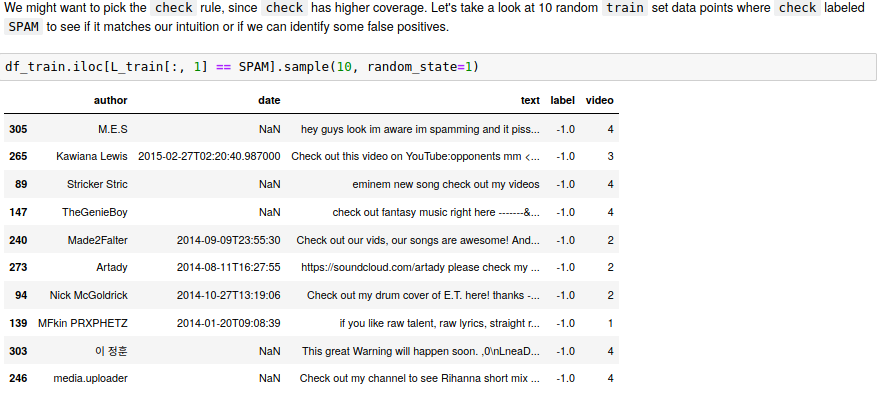 We might want to pick the check rule, since check has higher coverage. Let's take a look at 10 random train set data points where check labeled
SPAM to see if it matches our intuition or if we can identify some false positives.
df_train.iloc[L_train[:, 1] == SPAM].sample(10, random_state=1)
author date text label video
305 M.E.S NaN hey guys look im aware im spamming and it piss... -1.0 4
265 Kawiana Lewis 2015-02-27T02:20:40.987000 Check out this video on YouTube:opponents mm <... -1.0 3
89 Stricker Stric NaN eminem new song check out my videos -1.0 4
147 TheGenieBoy NaN check out fantasy music right here -------&... -1.0 4
240 Made2Falter 2014-09-09T23:55:30 Check out our vids, our songs are awesome! And... -1.0 2
273 Artady 2014-08-11T16:27:55 https://soundcloud.com/artady please check my ... -1.0 2
94 Nick McGoldrick 2014-10-27T13:19:06 Check out my drum cover of E.T. here! thanks -... -1.0 2
139 MFkin PRXPHETZ 2014-01-20T09:08:39 if you like raw talent, raw lyrics, straight r... -1.0 1
303 이 정훈 NaN This great Warning will happen soon. ,0\nLneaD... -1.0 4
246 media.uploader NaN Check out my channel to see Rihanna short mix ... -1.0 4